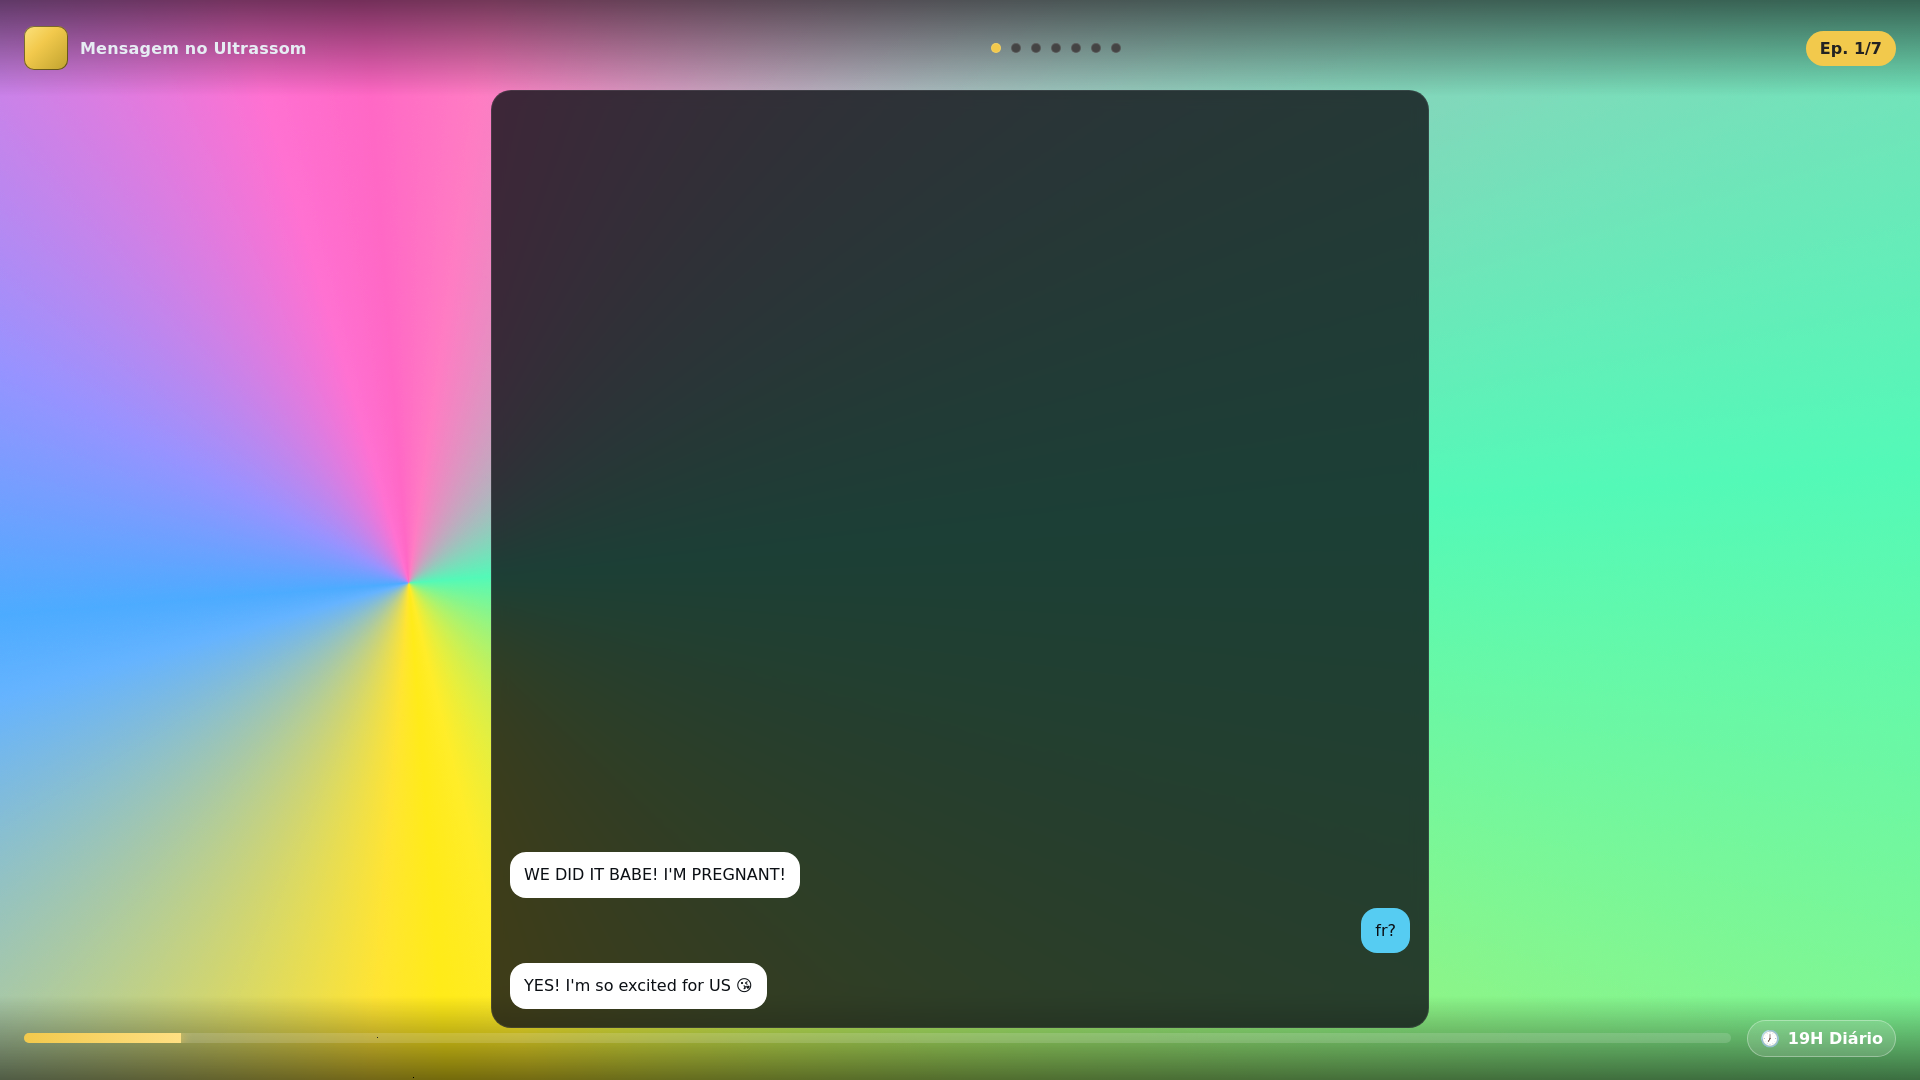 Mensagem no Ultrassom
Ep. 1/7
WE DID IT BABE! I'M PREGNANT!
fr?
YES! I'm so excited for US 😘
🕖 19H Diário